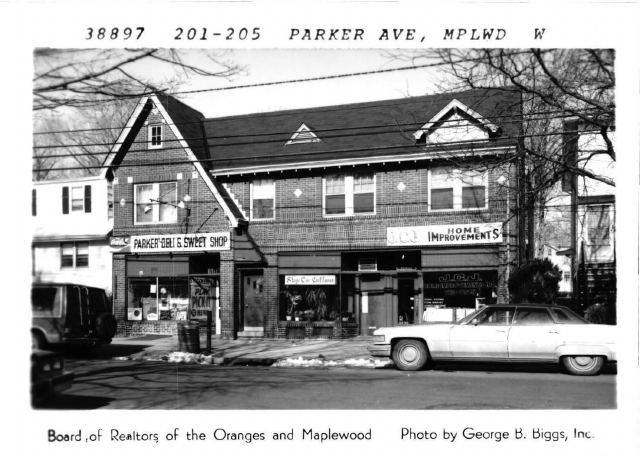 38897 201-205 PARKER AVE, MPLWD W
PARKER DELI & SWEET SHOP
HOME
IMPROVEMENTS
J.C.I.
Board of Realtors of the Oranges and Maplewood Photo by George B. Biggs, Inc.